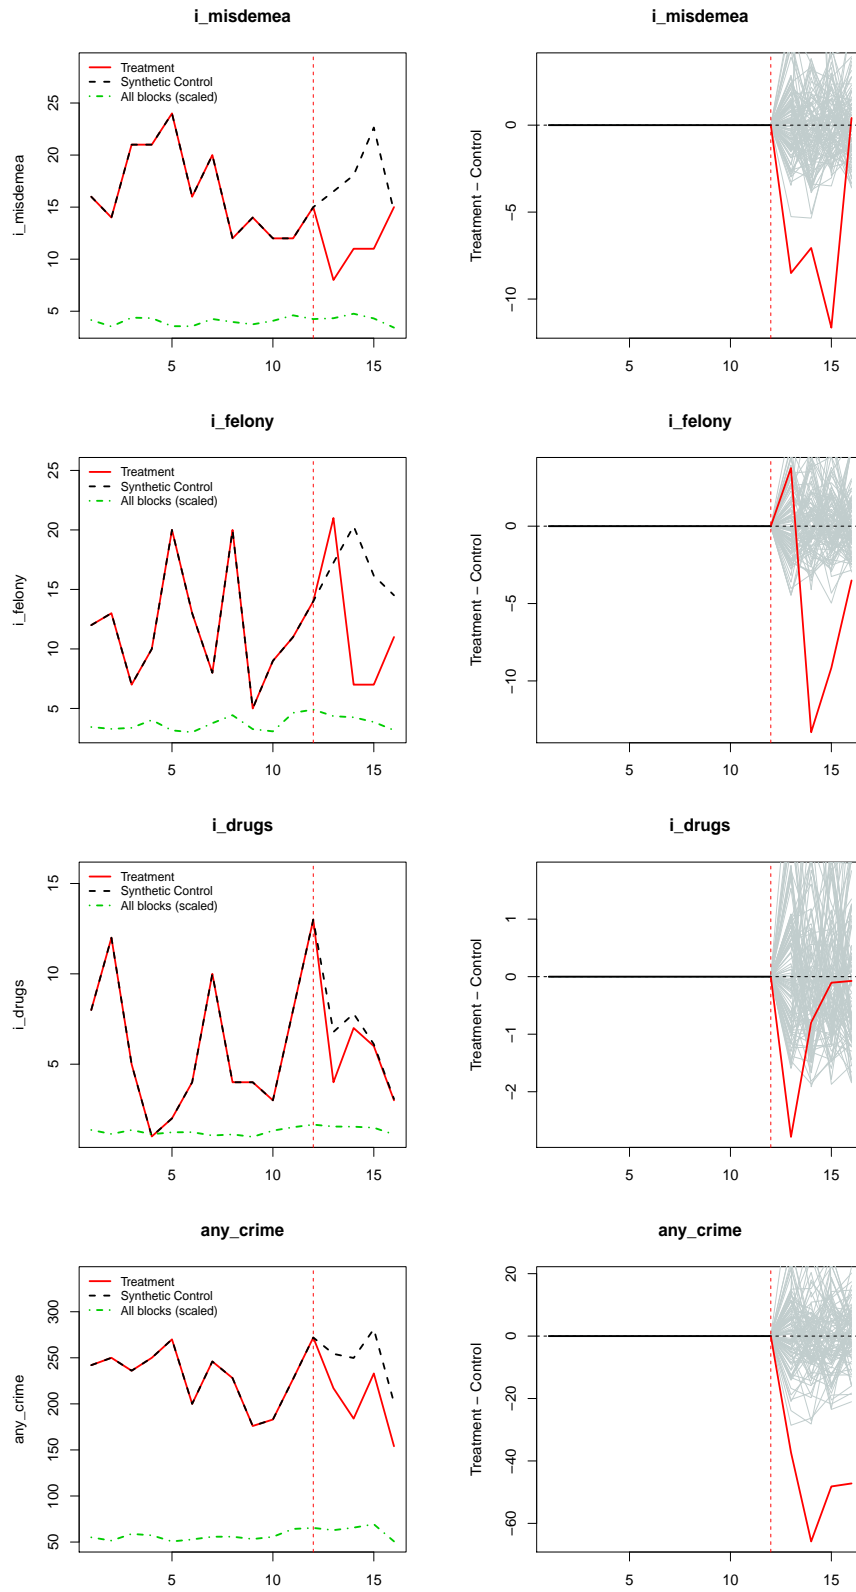 i_misdemea
i_misdemea
Treatment
Synthetic Control
All blocks (scaled)
i_misdemea
5
10
15
20
25
5
10
15
Treatment − Control
−10
−5
0
5
10
15
i_felony
i_felony
Treatment
Synthetic Control
All blocks (scaled)
i_felony
5
10
15
20
25
5
10
15
Treatment − Control
−10
−5
0
5
10
15
i_drugs
i_drugs
Treatment
Synthetic Control
All blocks (scaled)
i_drugs
5
10
15
5
10
15
Treatment − Control
−2
−1
0
1
5
10
15
any_crime
any_crime
Treatment
Synthetic Control
All blocks (scaled)
any_crime
50
100
150
200
250
300
5
10
15
Treatment − Control
−60
−40
−20
0
20
5
10
15